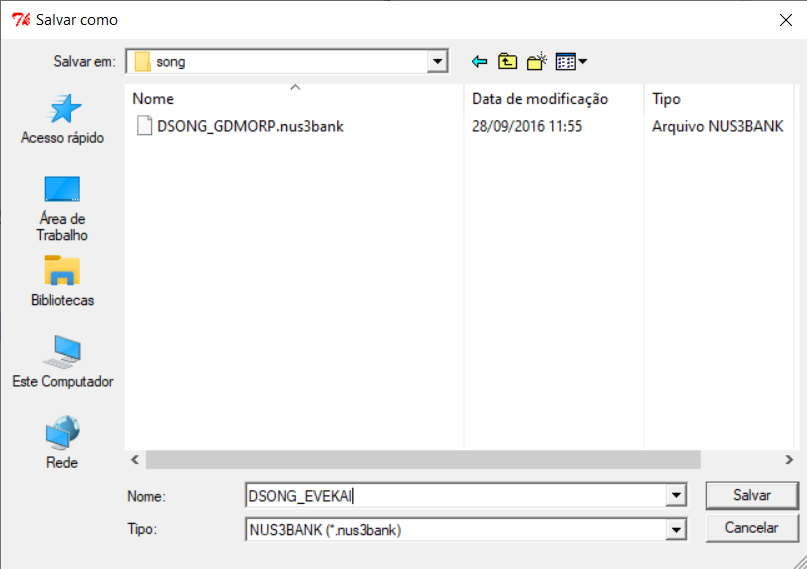 Salvar como
Salvar em: song
Nome Data de modificação Tipo
DSONG_GDMORP.nus3bank 28/09/2016 11:55 Arquivo NUS3BANK
Acesso rápido
Área de
Trabalho
Bibliotecas
Este Computador
Rede
Nome: DSONG_EVEKAI Salvar
Tipo: NUS3BANK (*.nus3bank) Cancelar